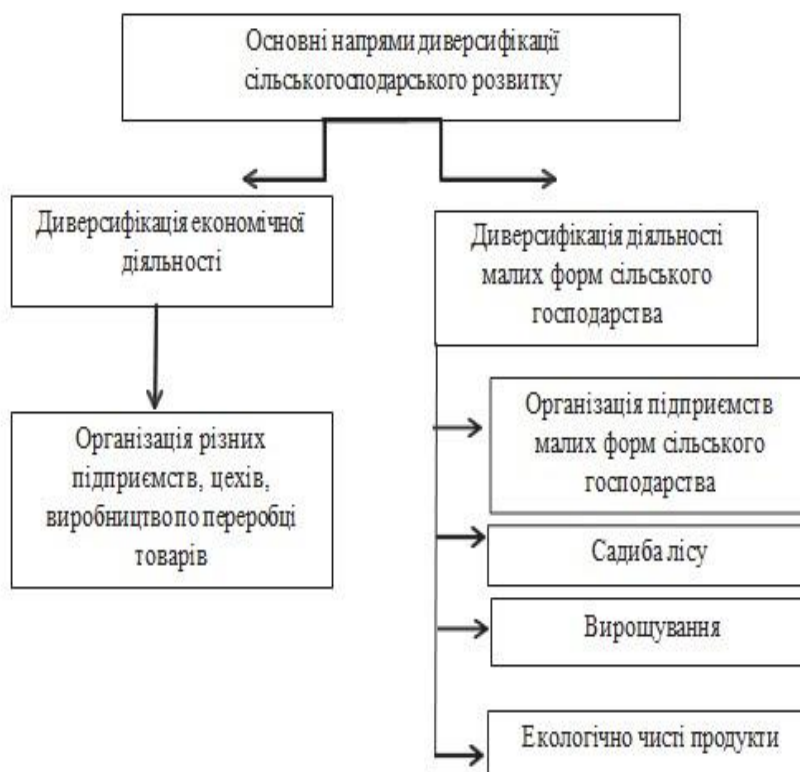 Основні напрями диверсифікації
сільськогосподарського розвитку
Диверсифікація економічної
діяльності
Диверсифікація діяльності
малих форм сільського
господарства
Організація різних
підприємств, цехів,
виробництво по переробці
товарів
Організація підприємств
малих форм сільського
господарства
Садиба лісу
Вирощування
Екологічно чисті продукти